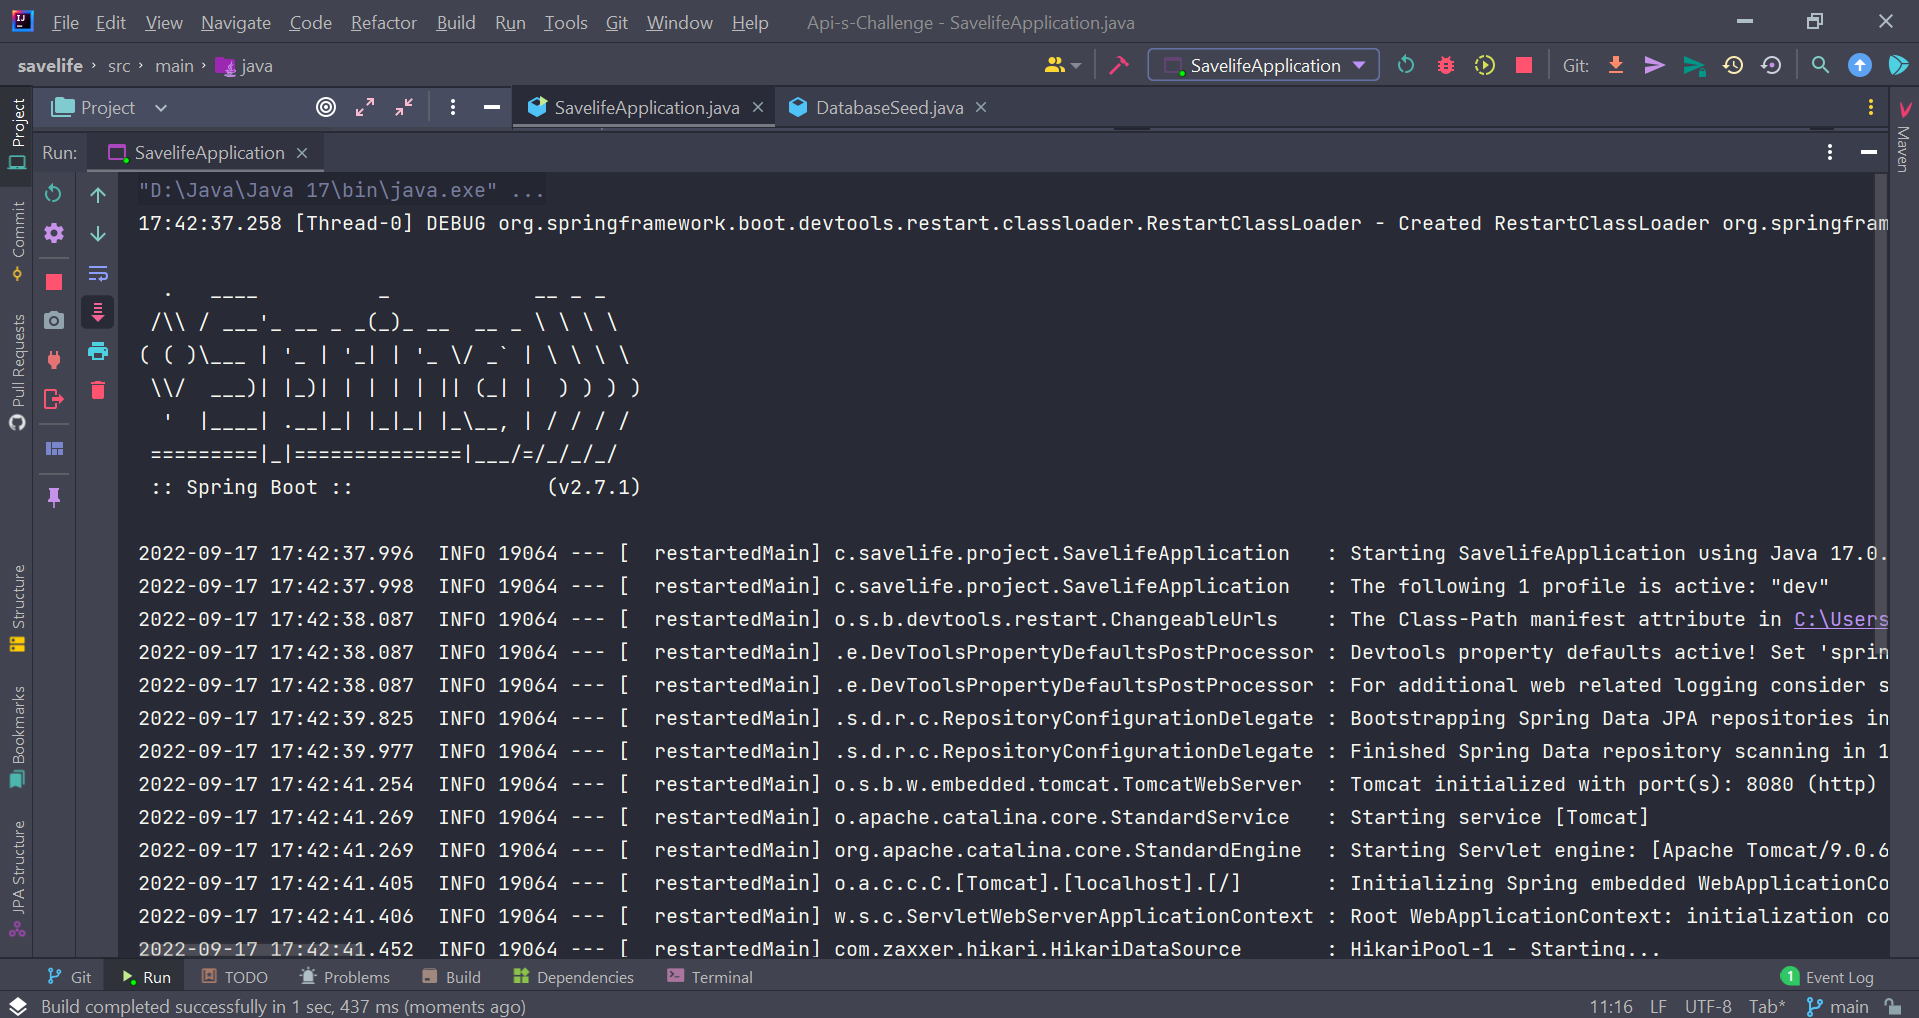 File Edit View Navigate Code Refactor Build Run Tools Git Window Help Api-s-Challenge - SavelifeApplication.java
savelife › src › main › java SavelifeApplication Git:
Project SavelifeApplication.java DatabaseSeed.java
Run: SavelifeApplication
"D:\Java\Java 17\bin\java.exe" ...
17:42:37.258 [Thread-0] DEBUG org.springframework.boot.devtools.restart.classloader.RestartClassLoader - Created RestartClassLoader org.springfram
  .   ____          _            __ _ _
 /\\ / ___'_ __ _ _(_)_ __  __ _ \ \ \ \
( ( )\___ | '_ | '_| | '_ \/ _` | \ \ \ \
 \\/  ___)| |_)| | | | | || (_| |  ) ) ) )
  '  |____| .__|_| |_|_| |_\__, | / / / /
 =========|_|==============|___/=/_/_/_/
 :: Spring Boot ::                (v2.7.1)
2022-09-17 17:42:37.996  INFO 19064 --- [  restartedMain] c.savelife.project.SavelifeApplication   : Starting SavelifeApplication using Java 17.0.
2022-09-17 17:42:37.998  INFO 19064 --- [  restartedMain] c.savelife.project.SavelifeApplication   : The following 1 profile is active: "dev"
2022-09-17 17:42:38.087  INFO 19064 --- [  restartedMain] o.s.b.devtools.restart.ChangeableUrls    : The Class-Path manifest attribute in C:\Users
2022-09-17 17:42:38.087  INFO 19064 --- [  restartedMain] .e.DevToolsPropertyDefaultsPostProcessor : Devtools property defaults active! Set 'sprin
2022-09-17 17:42:38.087  INFO 19064 --- [  restartedMain] .e.DevToolsPropertyDefaultsPostProcessor : For additional web related logging consider s
2022-09-17 17:42:39.825  INFO 19064 --- [  restartedMain] .s.d.r.c.RepositoryConfigurationDelegate : Bootstrapping Spring Data JPA repositories in
2022-09-17 17:42:39.977  INFO 19064 --- [  restartedMain] .s.d.r.c.RepositoryConfigurationDelegate : Finished Spring Data repository scanning in 1
2022-09-17 17:42:41.254  INFO 19064 --- [  restartedMain] o.s.b.w.embedded.tomcat.TomcatWebServer  : Tomcat initialized with port(s): 8080 (http)
2022-09-17 17:42:41.269  INFO 19064 --- [  restartedMain] o.apache.catalina.core.StandardService   : Starting service [Tomcat]
2022-09-17 17:42:41.269  INFO 19064 --- [  restartedMain] org.apache.catalina.core.StandardEngine  : Starting Servlet engine: [Apache Tomcat/9.0.6
2022-09-17 17:42:41.405  INFO 19064 --- [  restartedMain] o.a.c.c.C.[Tomcat].[localhost].[/]       : Initializing Spring embedded WebApplicationCo
2022-09-17 17:42:41.406  INFO 19064 --- [  restartedMain] w.s.c.ServletWebServerApplicationContext : Root WebApplicationContext: initialization co
2022-09-17 17:42:41.452  INFO 19064 --- [  restartedMain] com.zaxxer.hikari.HikariDataSource       : HikariPool-1 - Starting...
Project
Commit
Pull Requests
Structure
Bookmarks
JPA Structure
Maven
Git Run TODO Problems Build Dependencies Terminal 1 Event Log
Build completed successfully in 1 sec, 437 ms (moments ago) 11:16 LF UTF-8 Tab* main